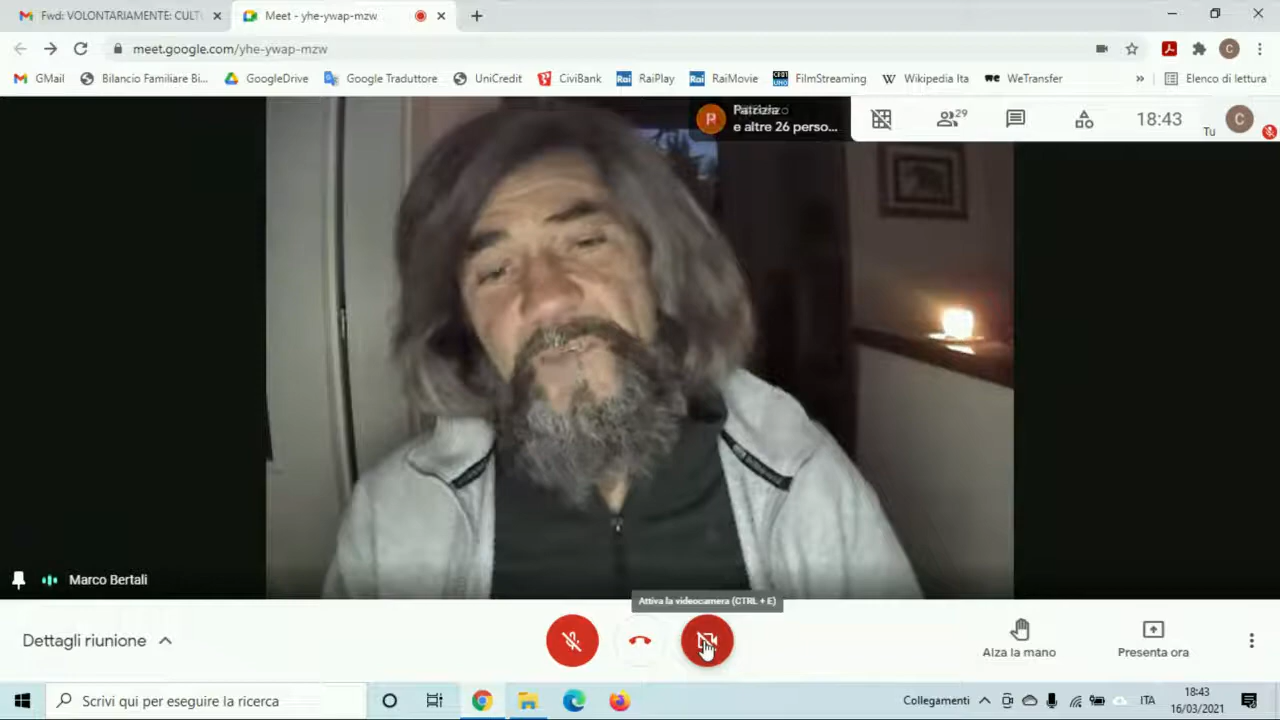 Fwd: VOLONTARIAMENTE: CULT
Meet - yhe-ywap-mzw
meet.google.com/yhe-ywap-mzw
C
GMail
Bilancio Familiare Bi...
GoogleDrive
Google Traduttore
UniCredit
CiviBank
Rai RaiPlay
Rai RaiMovie
FilmStreaming
W Wikipedia Ita
we WeTransfer
»
Elenco di lettura
P
Patrizia
e altre 26 perso...
29
18:43
Tu
C
Marco Bertali
Attiva la videocamera (CTRL + E)
Dettagli riunione
Alza la mano
Presenta ora
Scrivi qui per eseguire la ricerca
Collegamenti
ITA
18:43
16/03/2021